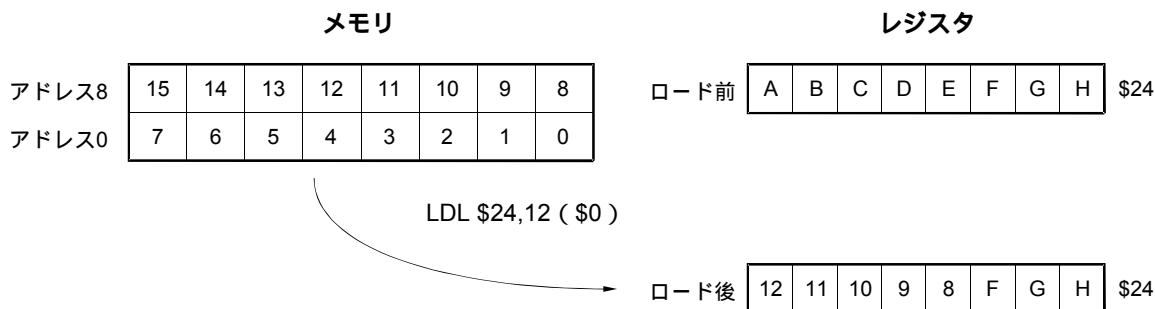 メモリ レジスタ
アドレス8 15 14 13 12 11 10 9 8 ロード前 A B C D E F G H $24
アドレス0 7 6 5 4 3 2 1 0
LDL $24,12 ( $0 )
ロード後 12 11 10 9 8 F G H $24